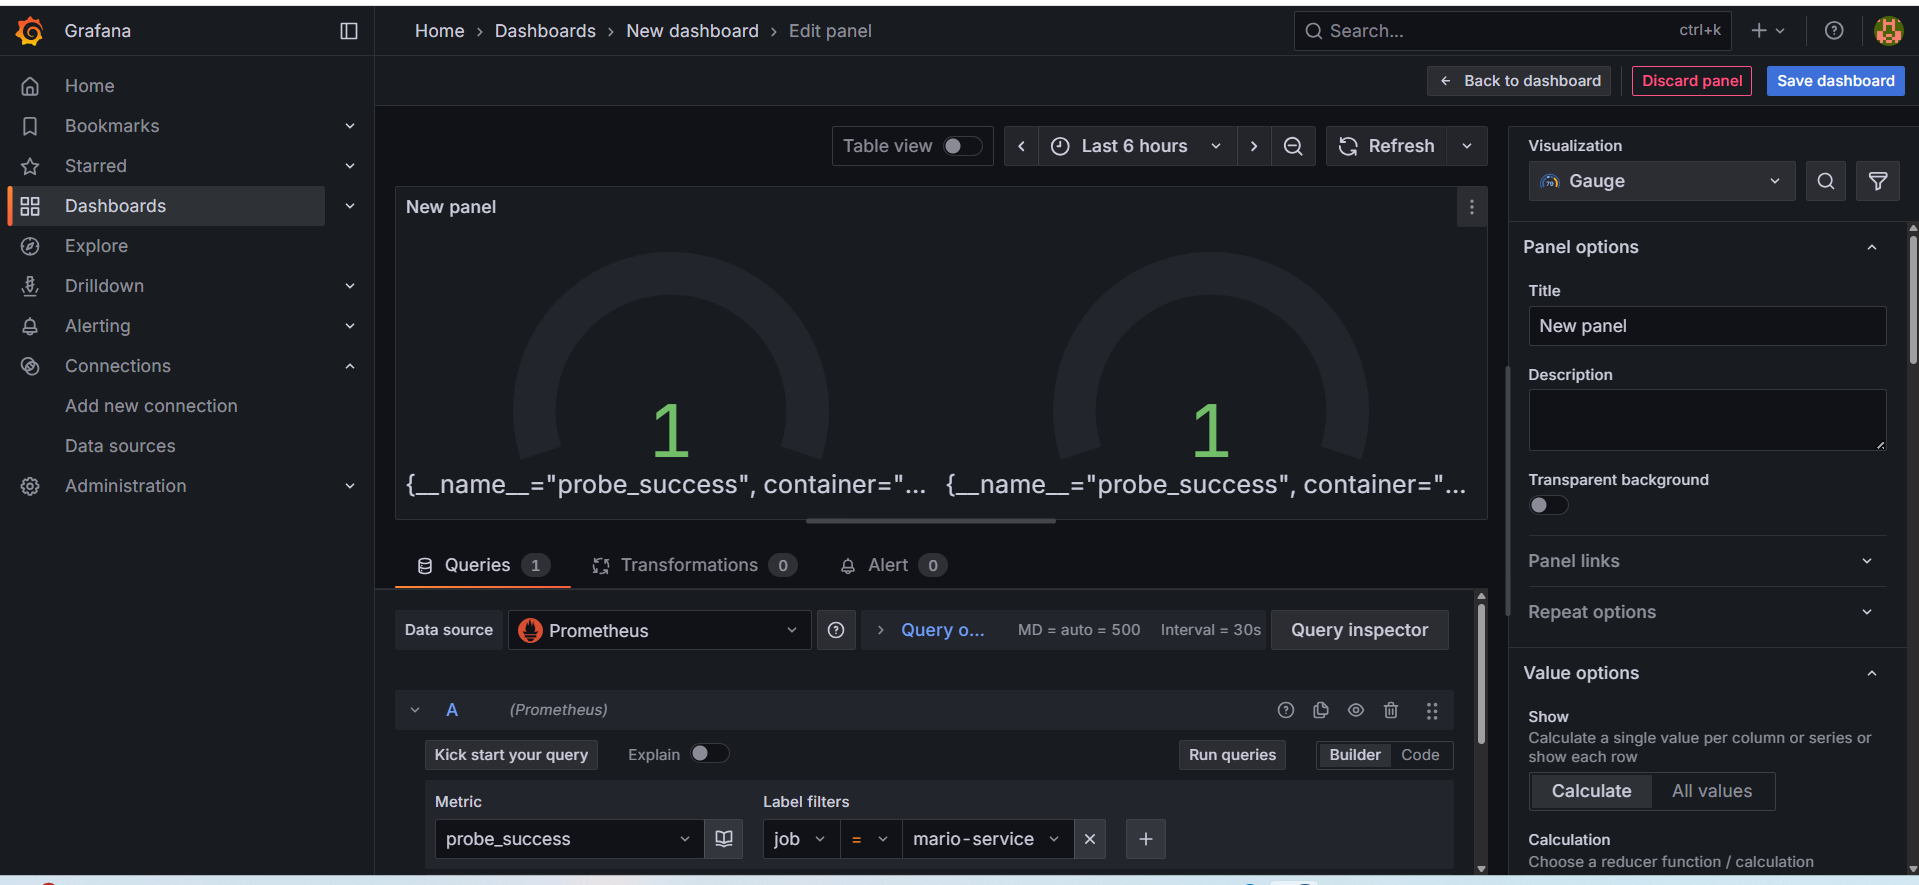 Grafana
Home › Dashboards › New dashboard › Edit panel
Search...
ctrl+k
Home
Bookmarks
Starred
Dashboards
Explore
Drilldown
Alerting
Connections
Add new connection
Data sources
Administration
Back to dashboard
Discard panel
Save dashboard
Table view
Last 6 hours
Refresh
New panel
1
1
{__name__="probe_success", container="...
{__name__="probe_success", container="...
Queries 1
Transformations 0
Alert 0
Data source
Prometheus
Query o...
MD = auto = 500
Interval = 30s
Query inspector
A
(Prometheus)
Kick start your query
Explain
Run queries
Builder
Code
Metric
Label filters
probe_success
job
=
mario-service
Visualization
79
Gauge
Panel options
Title
New panel
Description
Transparent background
Panel links
Repeat options
Value options
Show
Calculate a single value per column or series or
show each row
Calculate
All values
Calculation
Choose a reducer function / calculation